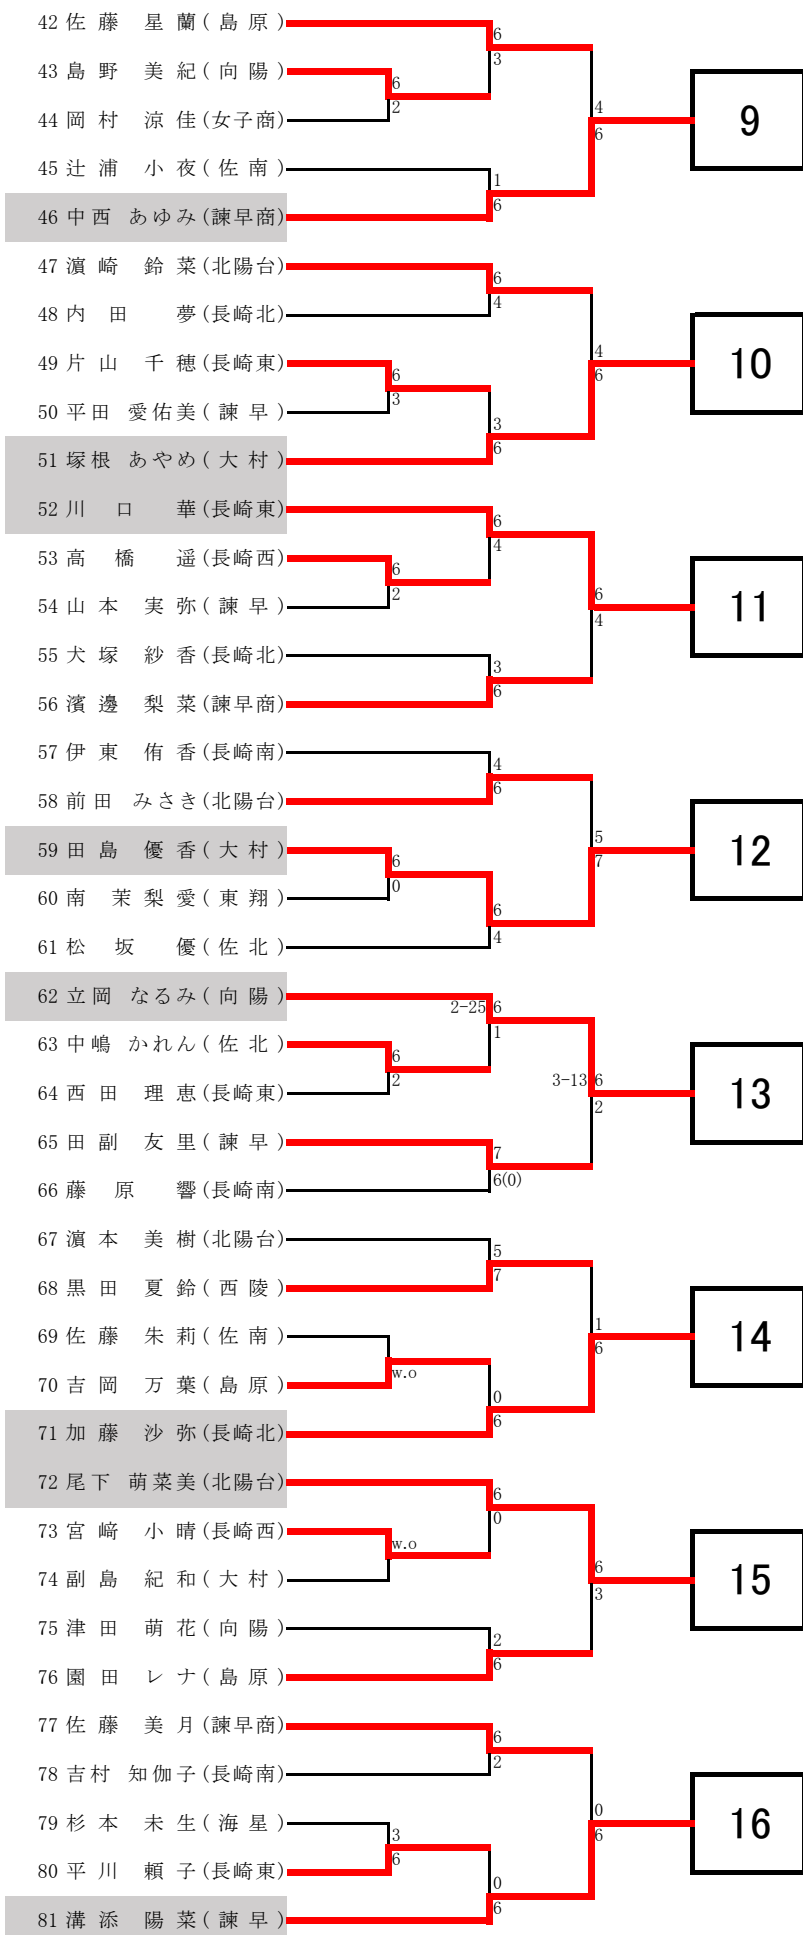 42 佐藤 星蘭(島原)
6
3
43 島野 美紀(向陽)
6
2
44 岡村 涼佳(女子商)
4
6
9
45 辻浦 小夜(佐南)
1
6
46 中西 あゆみ(諫早商)
47 濵崎 鈴菜(北陽台)
6
4
48 内田 夢(長崎北)
4
6
10
49 片山 千穂(長崎東)
6
3
50 平田 愛佑美(諫早)
3
6
51 塚根 あやめ(大村)
52 川口 華(長崎東)
6
4
53 高橋 遥(長崎西)
6
2
54 山本 実弥(諫早)
6
4
11
55 犬塚 紗香(長崎北)
3
6
56 濱邊 梨菜(諫早商)
57 伊東 侑香(長崎南)
4
6
58 前田 みさき(北陽台)
5
7
12
59 田島 優香(大村)
6
0
60 南 茉梨愛(東翔)
6
4
61 松坂 優(佐北)
62 立岡 なるみ(向陽)
2-25 6
1
63 中嶋 かれん(佐北)
6
2
64 西田 理恵(長崎東)
3-13 6
2
13
65 田副 友里(諫早)
7
6(0)
66 藤原 響(長崎南)
67 濵本 美樹(北陽台)
5
7
68 黒田 夏鈴(西陵)
1
6
14
69 佐藤 朱莉(佐南)
w.o
70 吉岡 万葉(島原)
0
6
71 加藤 沙弥(長崎北)
72 尾下 萌菜美(北陽台)
6
0
73 宮﨑 小晴(長崎西)
w.o
74 副島 紀和(大村)
6
3
15
75 津田 萌花(向陽)
2
6
76 園田 レナ(島原)
77 佐藤 美月(諫早商)
6
2
78 吉村 知伽子(長崎南)
0
6
16
79 杉本 未生(海星)
3
6
80 平川 頼子(長崎東)
0
6
81 溝添 陽菜(諫早)